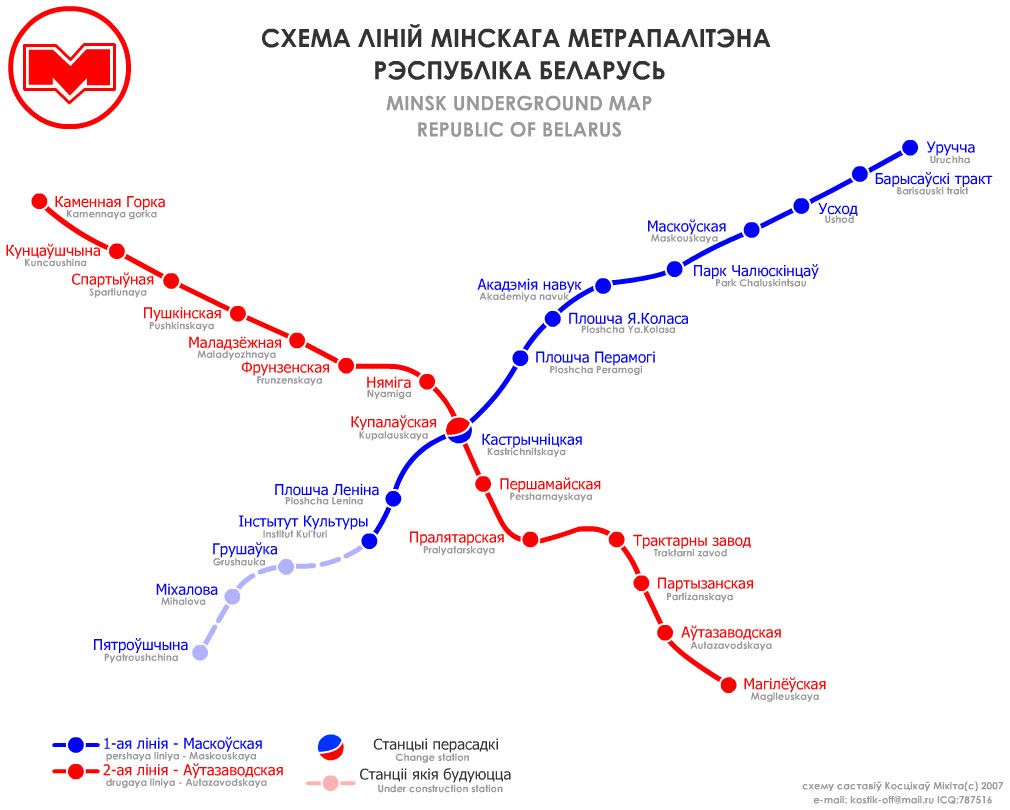 СХЕМА ЛІНІЙ МІНСКАГА МЕТРАПАЛІТЭНА
РЭСПУБЛІКА БЕЛАРУСЬ
MINSK UNDERGROUND MAP
REPUBLIC OF BELARUS
Уручча
Uruchha
Барысаўскі тракт
Barisauski trakt
Усход
Ushod
Маскоўская
Maskouskaya
Парк Чалюскінцаў
Park Chaluskintsau
Акадэмія навук
Akademiya navuk
Плошча Я.Коласа
Ploshcha Ya.Kolasa
Плошча Перамогі
Ploshcha Peramogi
Каменная Горка
Kamennaya gorka
Кунцаўшчына
Kuncaushina
Спартыўная
Spartiunaya
Пушкінская
Pushkinskaya
Маладзёжная
Maladyozhnaya
Фрунзенская
Frunzenskaya
Няміга
Nyamiga
Купалаўская
Kupalauskaya
Кастрычніцкая
Kastrichnitskaya
Першамайская
Pershamayskaya
Плошча Леніна
Ploshcha Lenina
Інстытут Культуры
Institut Kul'turi
Грушаўка
Grushauka
Міхалова
Mihalova
Пятроўшчына
Pyatroushchina
Пралятарская
Pralyatarskaya
Трактарны завод
Traktarni zavod
Партызанская
Partizanskaya
Аўтазаводская
Autazavodskaya
Магілёўская
Magileuskaya
1-ая лінія - Маскоўская
pershaya liniya - Maskouskaya
2-ая лінія - Аўтазаводская
drugaya liniya - Autazavodskaya
Станцыі перасадкі
Change station
Станціі якія будуюцца
Under construction station
схему саставіў Косцікаў Мікіта(c) 2007
e-mail: kostik-off@mail.ru ICQ:787516